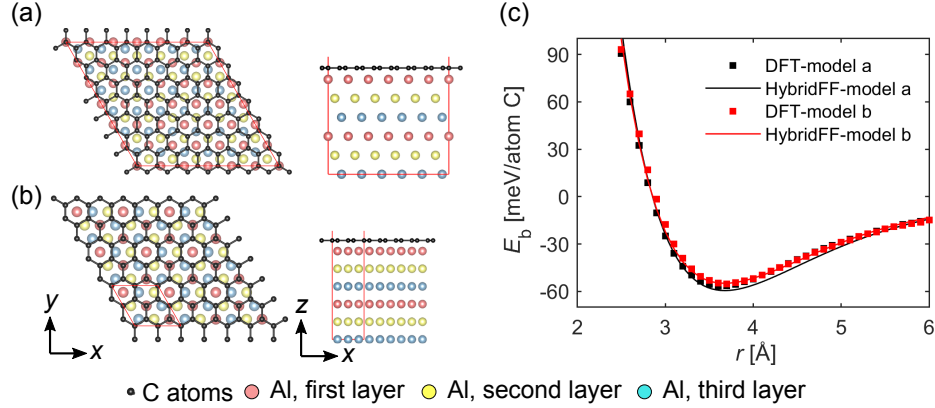 (a)
(b)
y
x
z
x
C atoms
Al, first layer
Al, second layer
Al, third layer
(c)
E_b [meV/atom C]
90
60
30
0
-30
-60
2
3
4
5
6
r [Å]
DFT-model a
HybridFF-model a
DFT-model b
HybridFF-model b